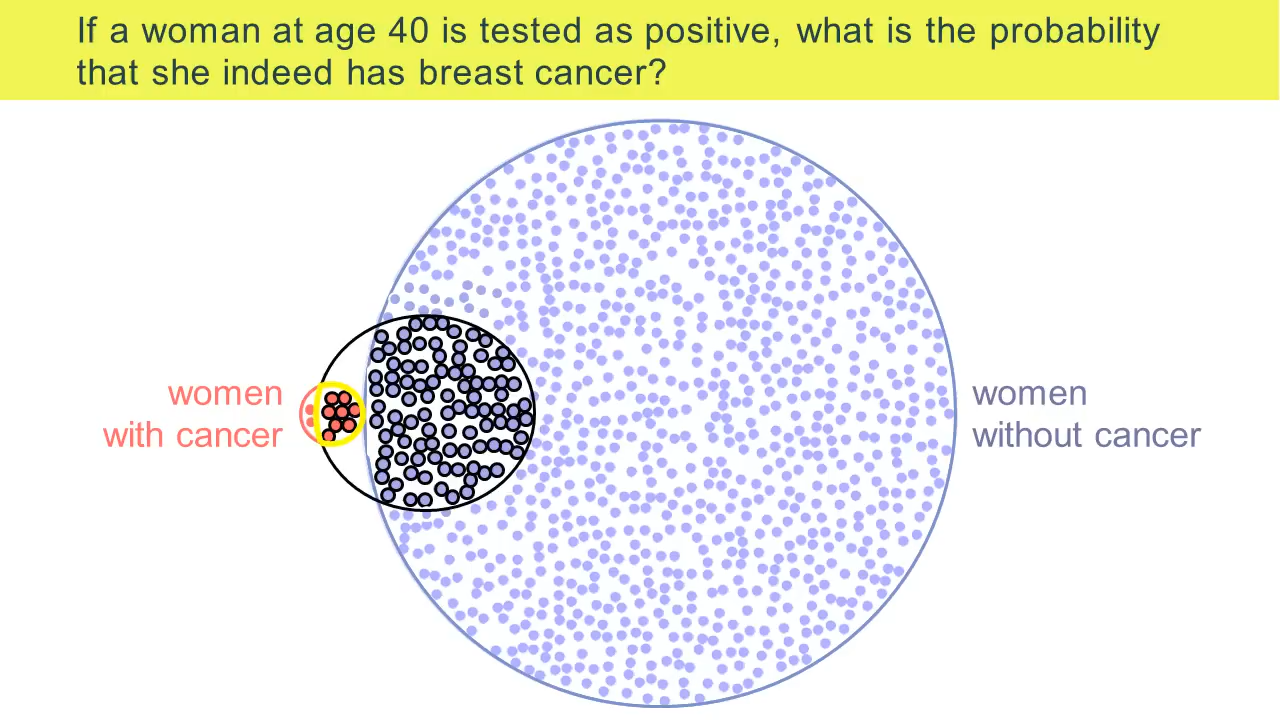 If a woman at age 40 is tested as positive, what is the probability
that she indeed has breast cancer?
women
with cancer
women
without cancer